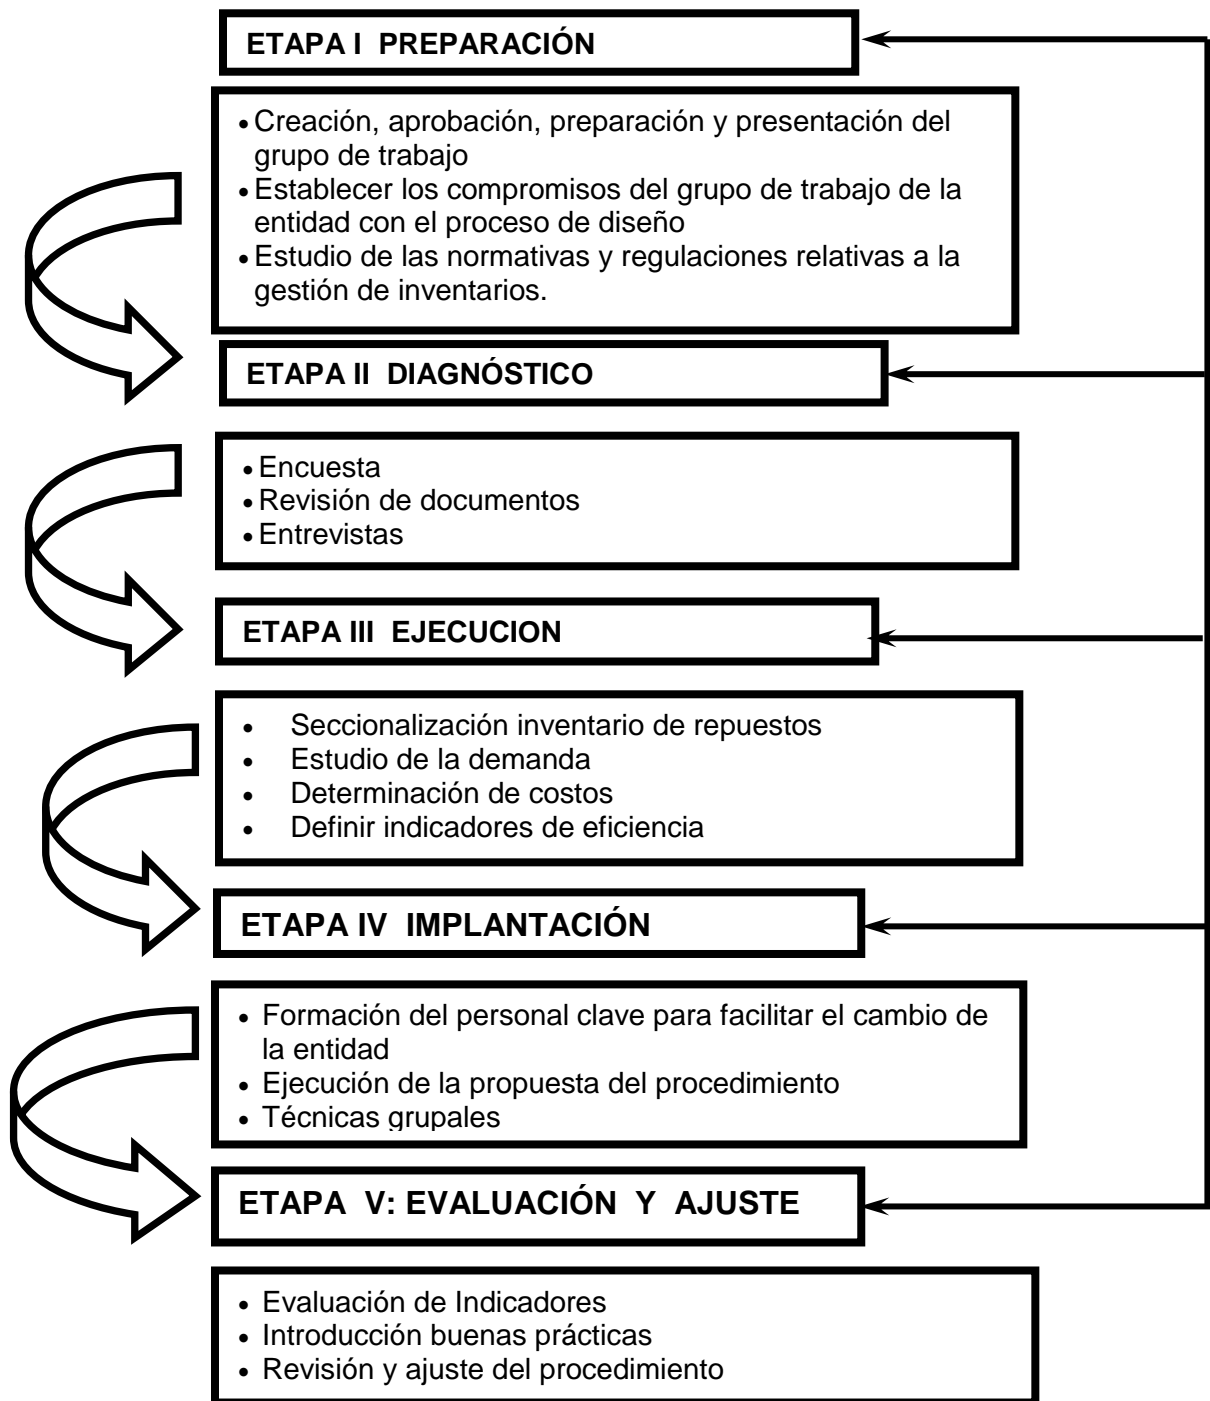 ETAPA I PREPARACIÓN
• Creación, aprobación, preparación y presentación del
grupo de trabajo
• Establecer los compromisos del grupo de trabajo de la
entidad con el proceso de diseño
• Estudio de las normativas y regulaciones relativas a la
gestión de inventarios.
ETAPA II DIAGNÓSTICO
• Encuesta
• Revisión de documentos
• Entrevistas
ETAPA III EJECUCION
• Seccionalización inventario de repuestos
• Estudio de la demanda
• Determinación de costos
• Definir indicadores de eficiencia
ETAPA IV IMPLANTACIÓN
• Formación del personal clave para facilitar el cambio de
la entidad
• Ejecución de la propuesta del procedimiento
• Técnicas grupales
ETAPA V: EVALUACIÓN Y AJUSTE
• Evaluación de Indicadores
• Introducción buenas prácticas
• Revisión y ajuste del procedimiento